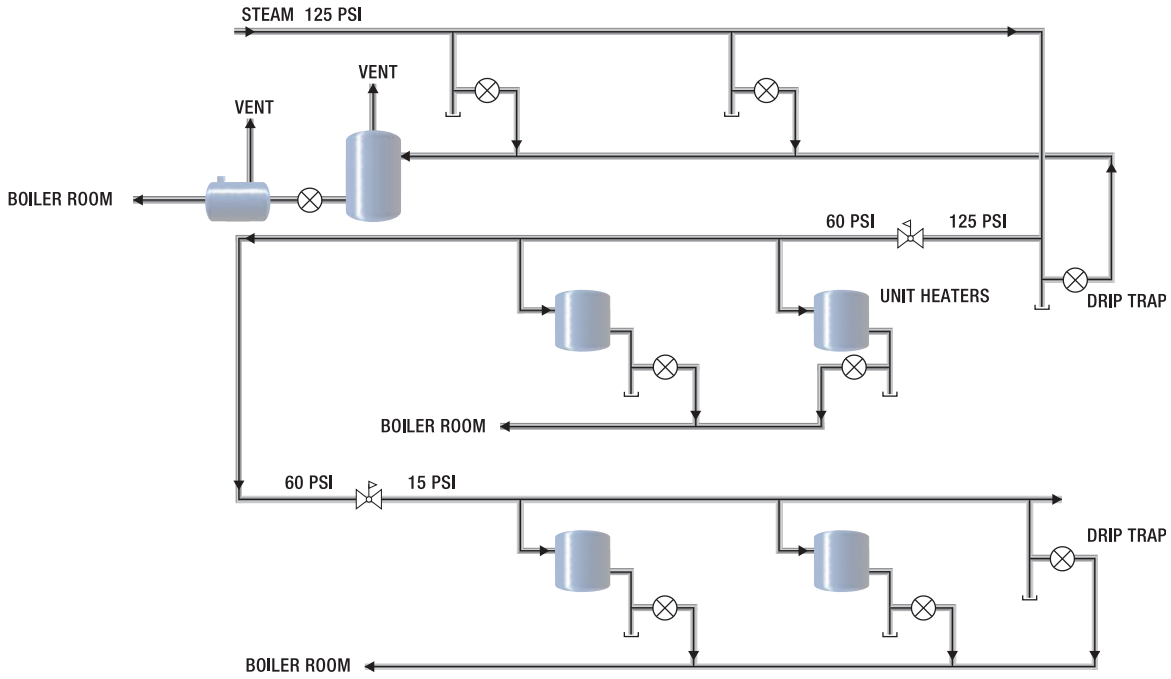 STEAM 125 PSI
VENT
VENT
BOILER ROOM
60 PSI
125 PSI
UNIT HEATERS
DRIP TRAP
BOILER ROOM
60 PSI
15 PSI
DRIP TRAP
BOILER ROOM